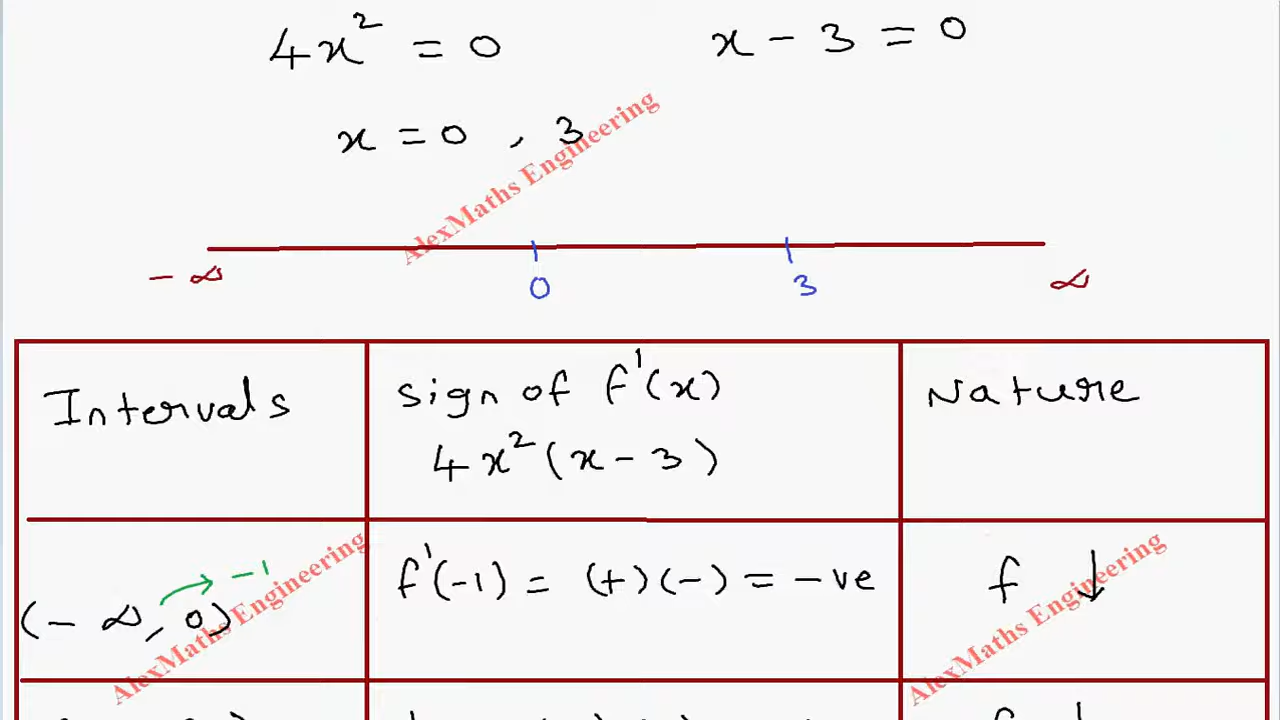 4x² = 0 x - 3 = 0
x = 0 , 3
AlexMaths Engineering
- ∞ 0 3 ∞
Intervals sign of f'(x) Nature
4x²(x - 3)
(- ∞, 0) → -1 f'(-1) = (+)(-) = -ve f ↓
AlexMaths Engineering
AlexMaths Engineering